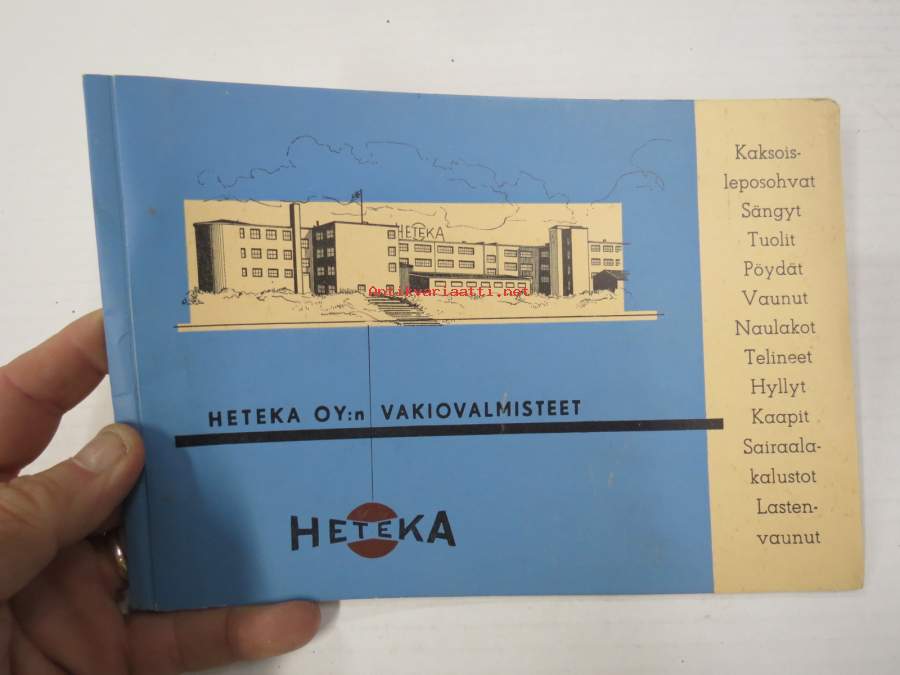 HETEKA
Antikvariaatti.net
HETEKA OY:n VAKIOVALMISTEET
HETEKA
Kaksois-
leposohvat
Sängyt
Tuolit
Pöydät
Vaunut
Naulakot
Telineet
Hyllyt
Kaapit
Sairaala-
kalustot
Lasten-
vaunut